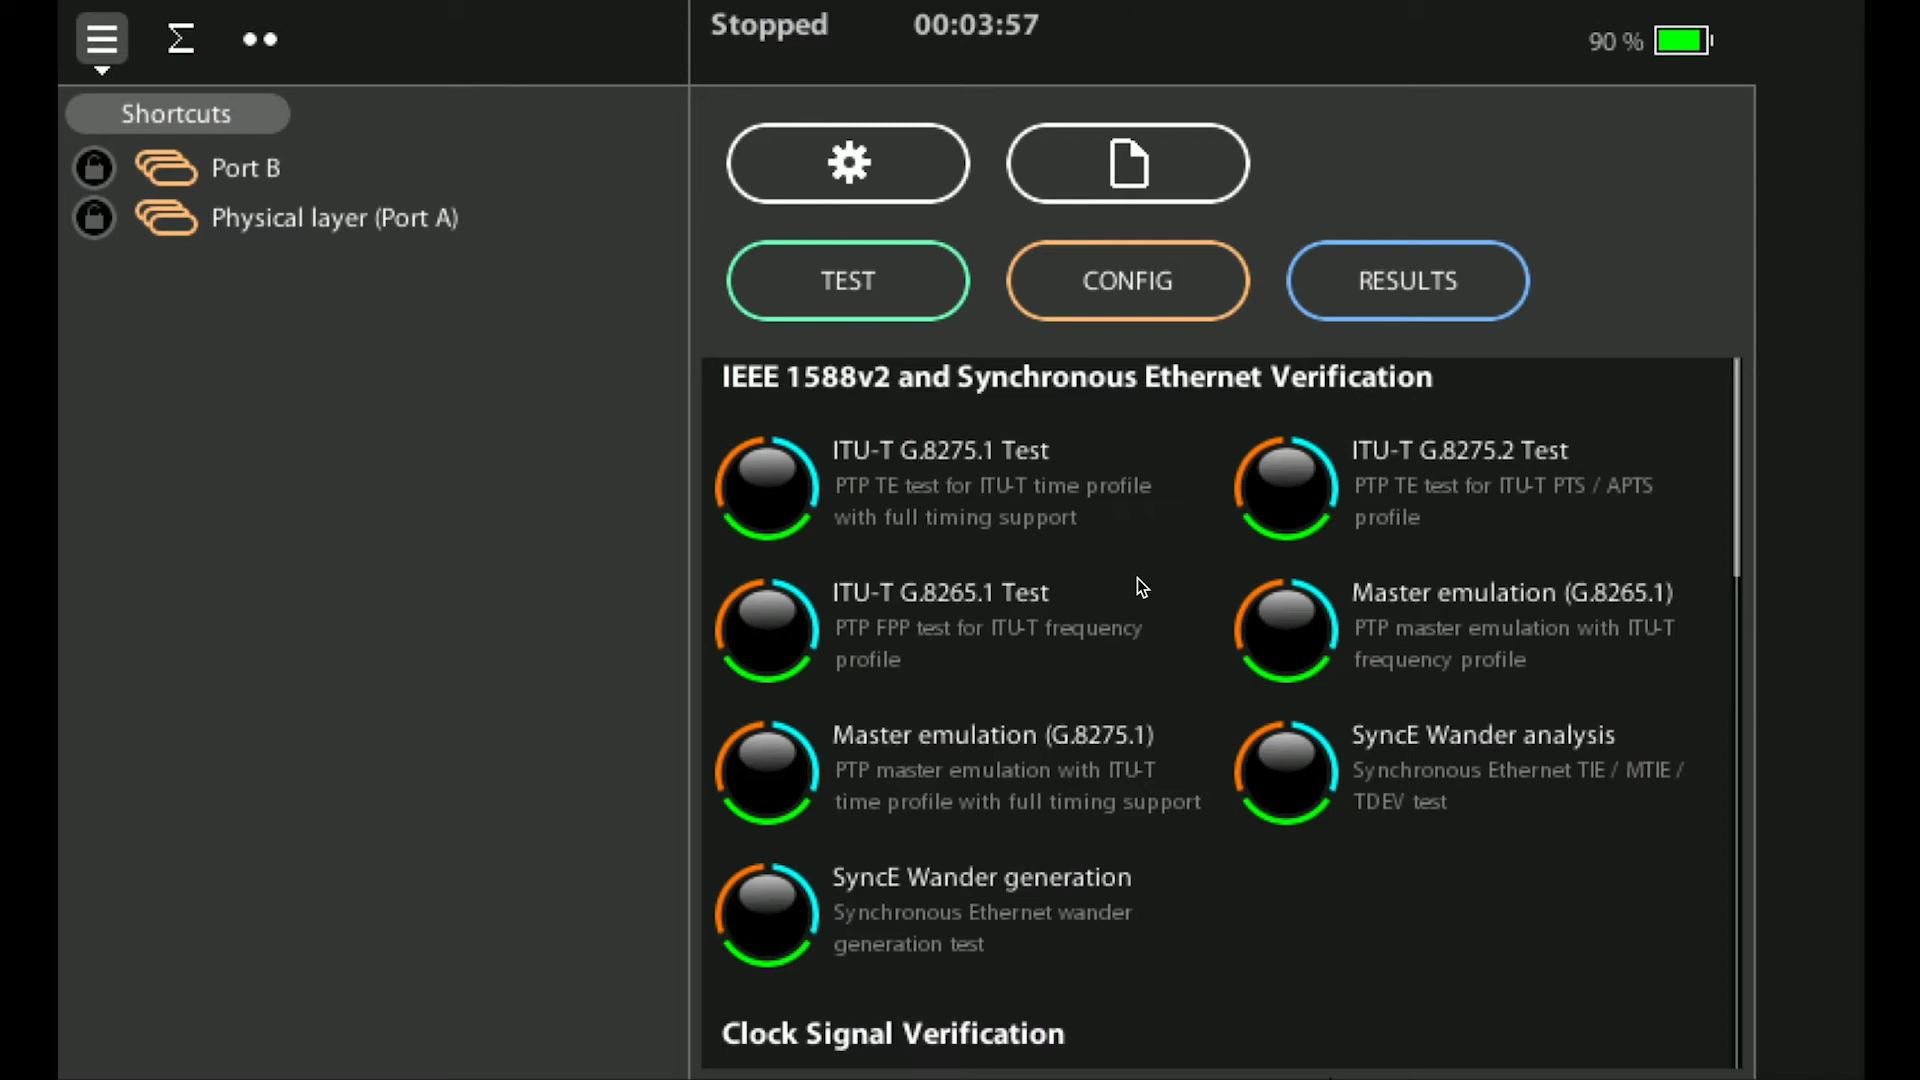 Σ
Stopped 00:03:57
90 %
Shortcuts
Port B
Physical layer (Port A)
TEST CONFIG RESULTS
IEEE 1588v2 and Synchronous Ethernet Verification
ITU-T G.8275.1 Test
PTP TE test for ITU-T time profile
with full timing support
ITU-T G.8275.2 Test
PTP TE test for ITU-T PTS / APTS
profile
ITU-T G.8265.1 Test
PTP FPP test for ITU-T frequency
profile
Master emulation (G.8265.1)
PTP master emulation with ITU-T
frequency profile
Master emulation (G.8275.1)
PTP master emulation with ITU-T
time profile with full timing support
SyncE Wander analysis
Synchronous Ethernet TIE / MTIE /
TDEV test
SyncE Wander generation
Synchronous Ethernet wander
generation test
Clock Signal Verification